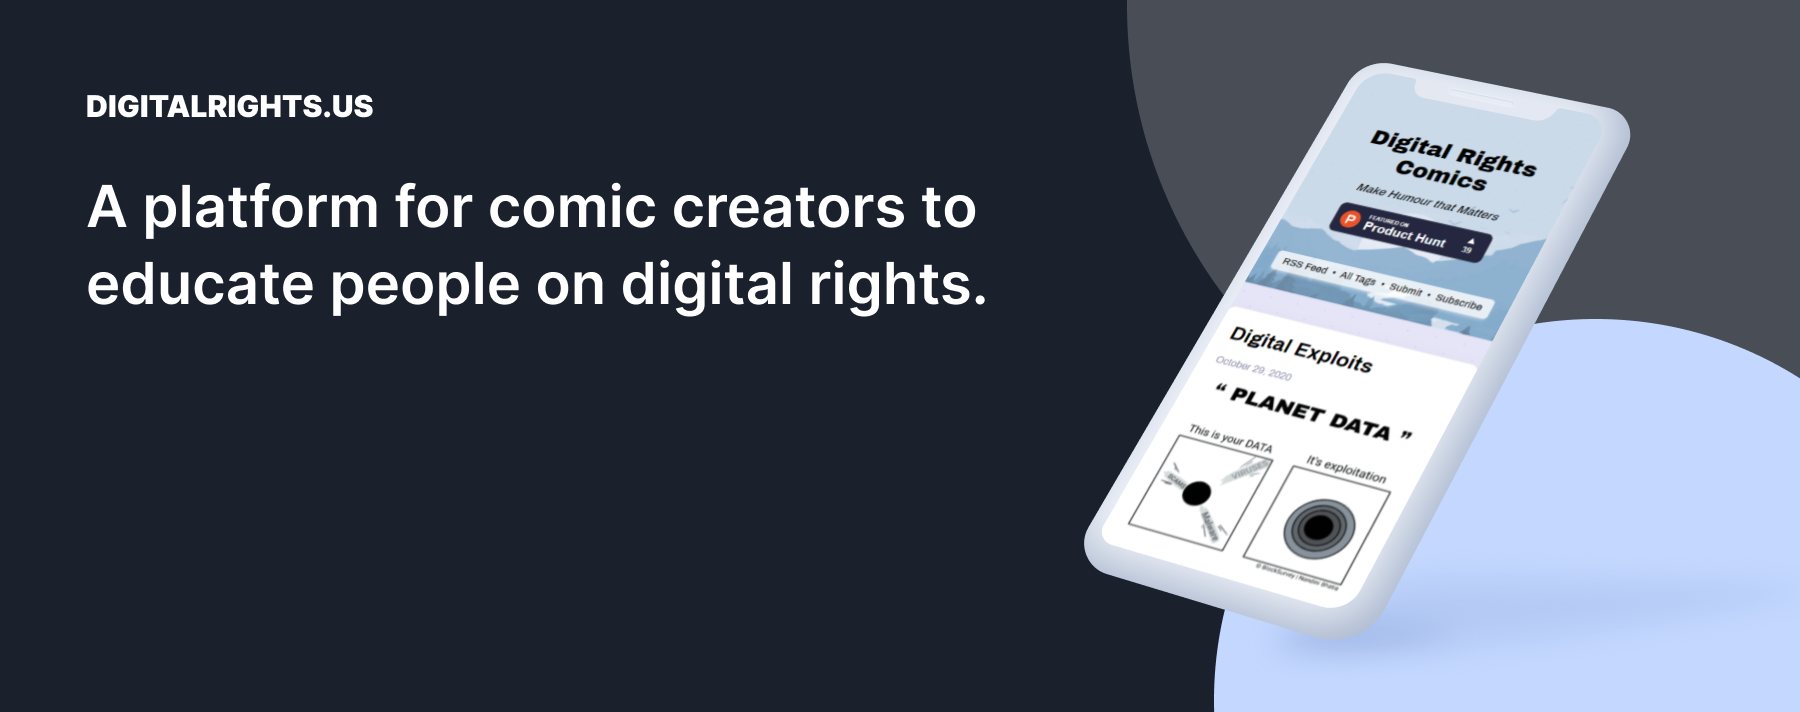 DIGITALRIGHTS.US
A platform for comic creators to
educate people on digital rights.
Digital Rights
Comics
Make Humour that Matters
P
FEATURED ON
Product Hunt
▲
39
RSS Feed • All Tags • Submit • Subscribe
Digital Exploits
October 29, 2020
“ PLANET DATA ”
This is your DATA
It's exploitation
VIRUSES
Malware